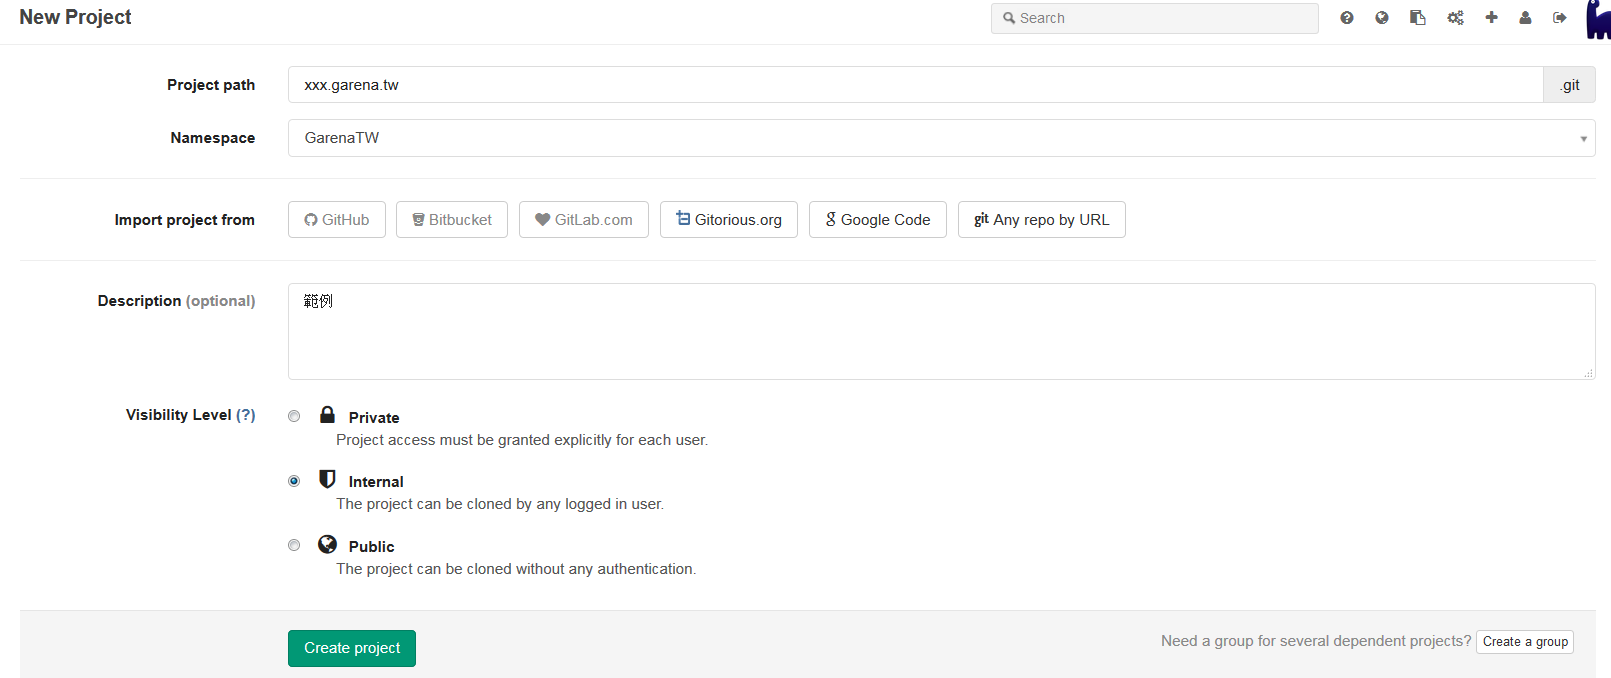 New Project
Search
Project path
xxx.garena.tw
.git
Namespace
GarenaTW
Import project from
GitHub
Bitbucket
GitLab.com
Gitorious.org
g Google Code
git Any repo by URL
Description (optional)
範例
Visibility Level (?)
Private
Project access must be granted explicitly for each user.
Internal
The project can be cloned by any logged in user.
Public
The project can be cloned without any authentication.
Create project
Need a group for several dependent projects?
Create a group